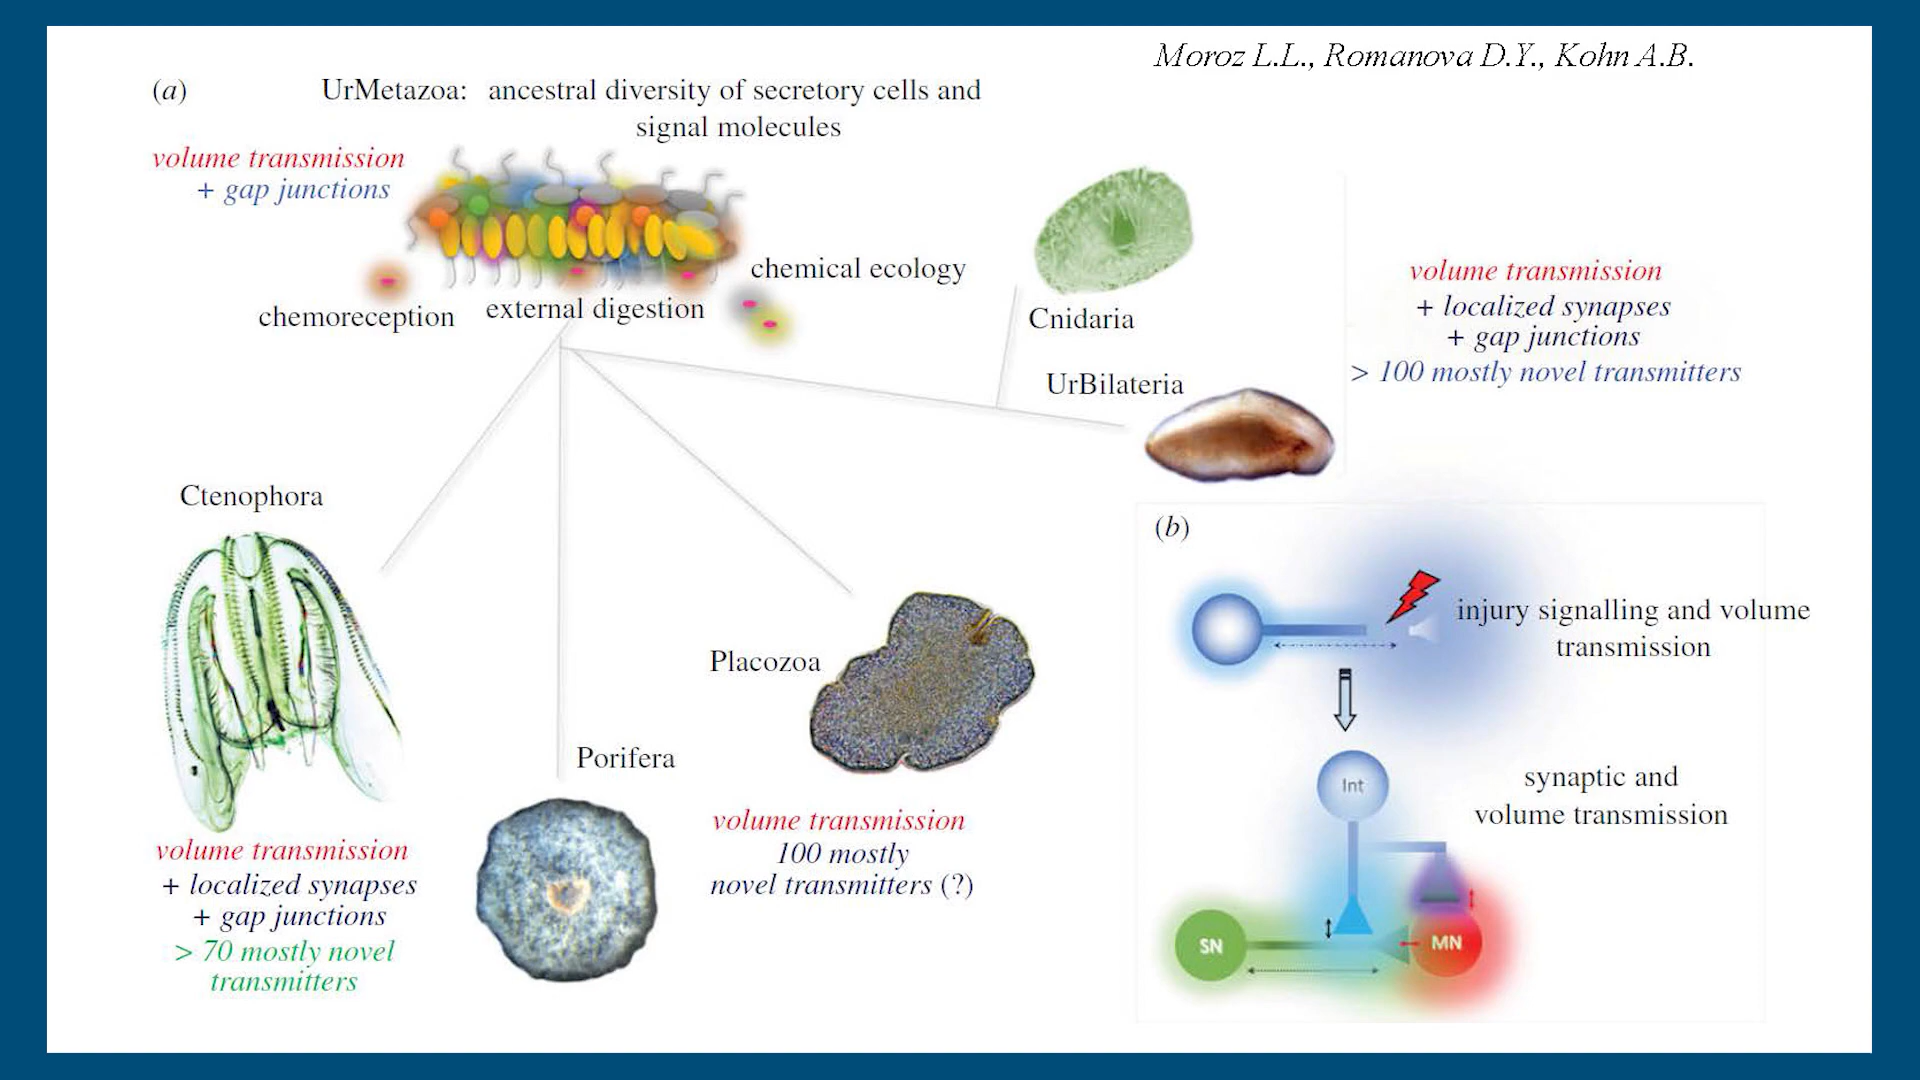 Moroz L.L., Romanova D.Y., Kohn A.B.
(a)
UrMetazoa: ancestral diversity of secretory cells and
signal molecules
volume transmission
+ gap junctions
chemoreception
external digestion
chemical ecology
Cnidaria
UrBilateria
volume transmission
+ localized synapses
+ gap junctions
> 100 mostly novel transmitters
Ctenophora
volume transmission
+ localized synapses
+ gap junctions
> 70 mostly novel
transmitters
Porifera
Placozoa
volume transmission
100 mostly
novel transmitters (?)
(b)
injury signalling and volume
transmission
Int
synaptic and
volume transmission
SN
MN